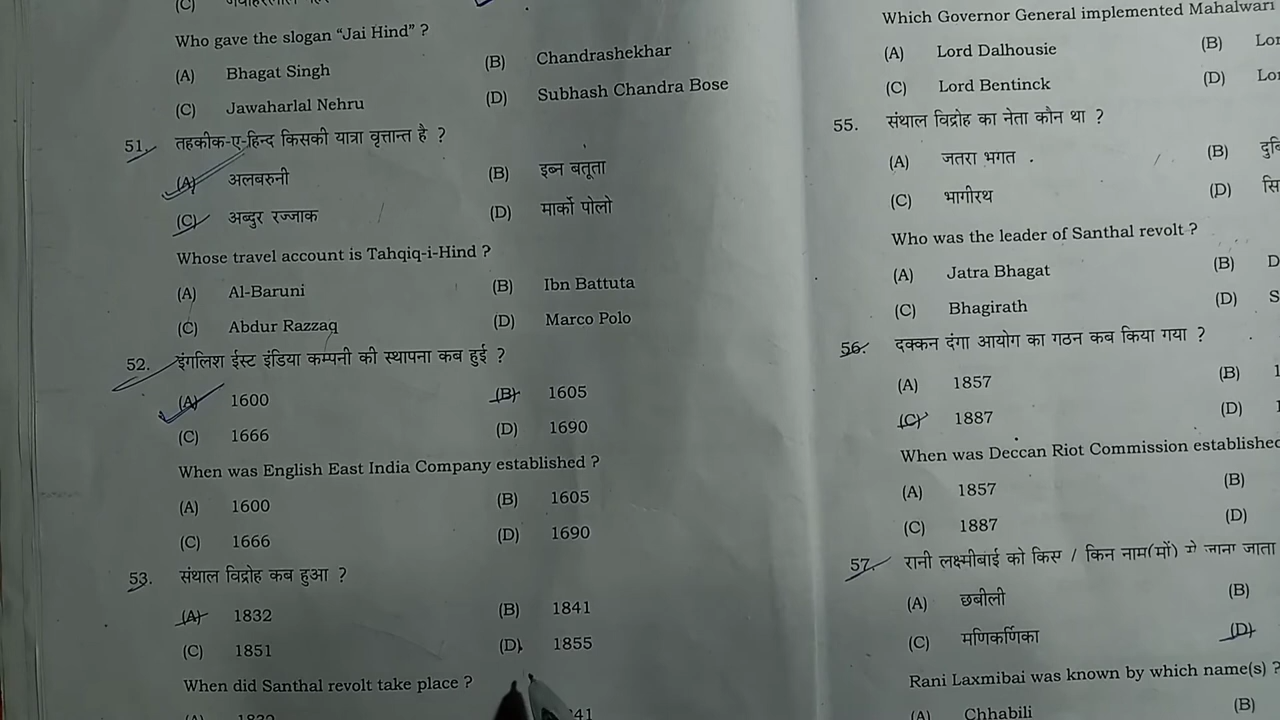 (C)
Who gave the slogan “Jai Hind” ?
(A) Bhagat Singh (B) Chandrashekhar
(C) Jawaharlal Nehru (D) Subhash Chandra Bose
51. तहकीक-ए-हिन्द किसकी यात्रा वृत्तान्त है ?
(A) अलबरुनी (B) इब्न बतूता
(C) अब्दुर रज्जाक (D) मार्को पोलो
Whose travel account is Tahqiq-i-Hind ?
(A) Al-Baruni (B) Ibn Battuta
(C) Abdur Razzaq (D) Marco Polo
52. इंगलिश ईस्ट इंडिया कम्पनी की स्थापना कब हुई ?
(A) 1600 (B) 1605
(C) 1666 (D) 1690
When was English East India Company established ?
(A) 1600 (B) 1605
(C) 1666 (D) 1690
53. संथाल विद्रोह कब हुआ ?
(A) 1832 (B) 1841
(C) 1851 (D) 1855
When did Santhal revolt take place ?
Which Governor General implemented Mahalwari
(A) Lord Dalhousie (B)
(C) Lord Bentinck (D)
55. संथाल विद्रोह का नेता कौन था ?
(A) जतरा भगत (B)
(C) भागीरथ (D)
Who was the leader of Santhal revolt ?
(A) Jatra Bhagat (B)
(C) Bhagirath (D)
56. दक्कन दंगा आयोग का गठन कब किया गया ?
(A) 1857 (B)
(C) 1887 (D)
When was Deccan Riot Commission established
(A) 1857 (B)
(C) 1887 (D)
57. रानी लक्ष्मीबाई को किस / किन नाम(मों) से जाना जाता
(A) छबीली (B)
(C) मणिकर्णिका (D)
Rani Laxmibai was known by which name(s) ?
(A) Chhabili (B)